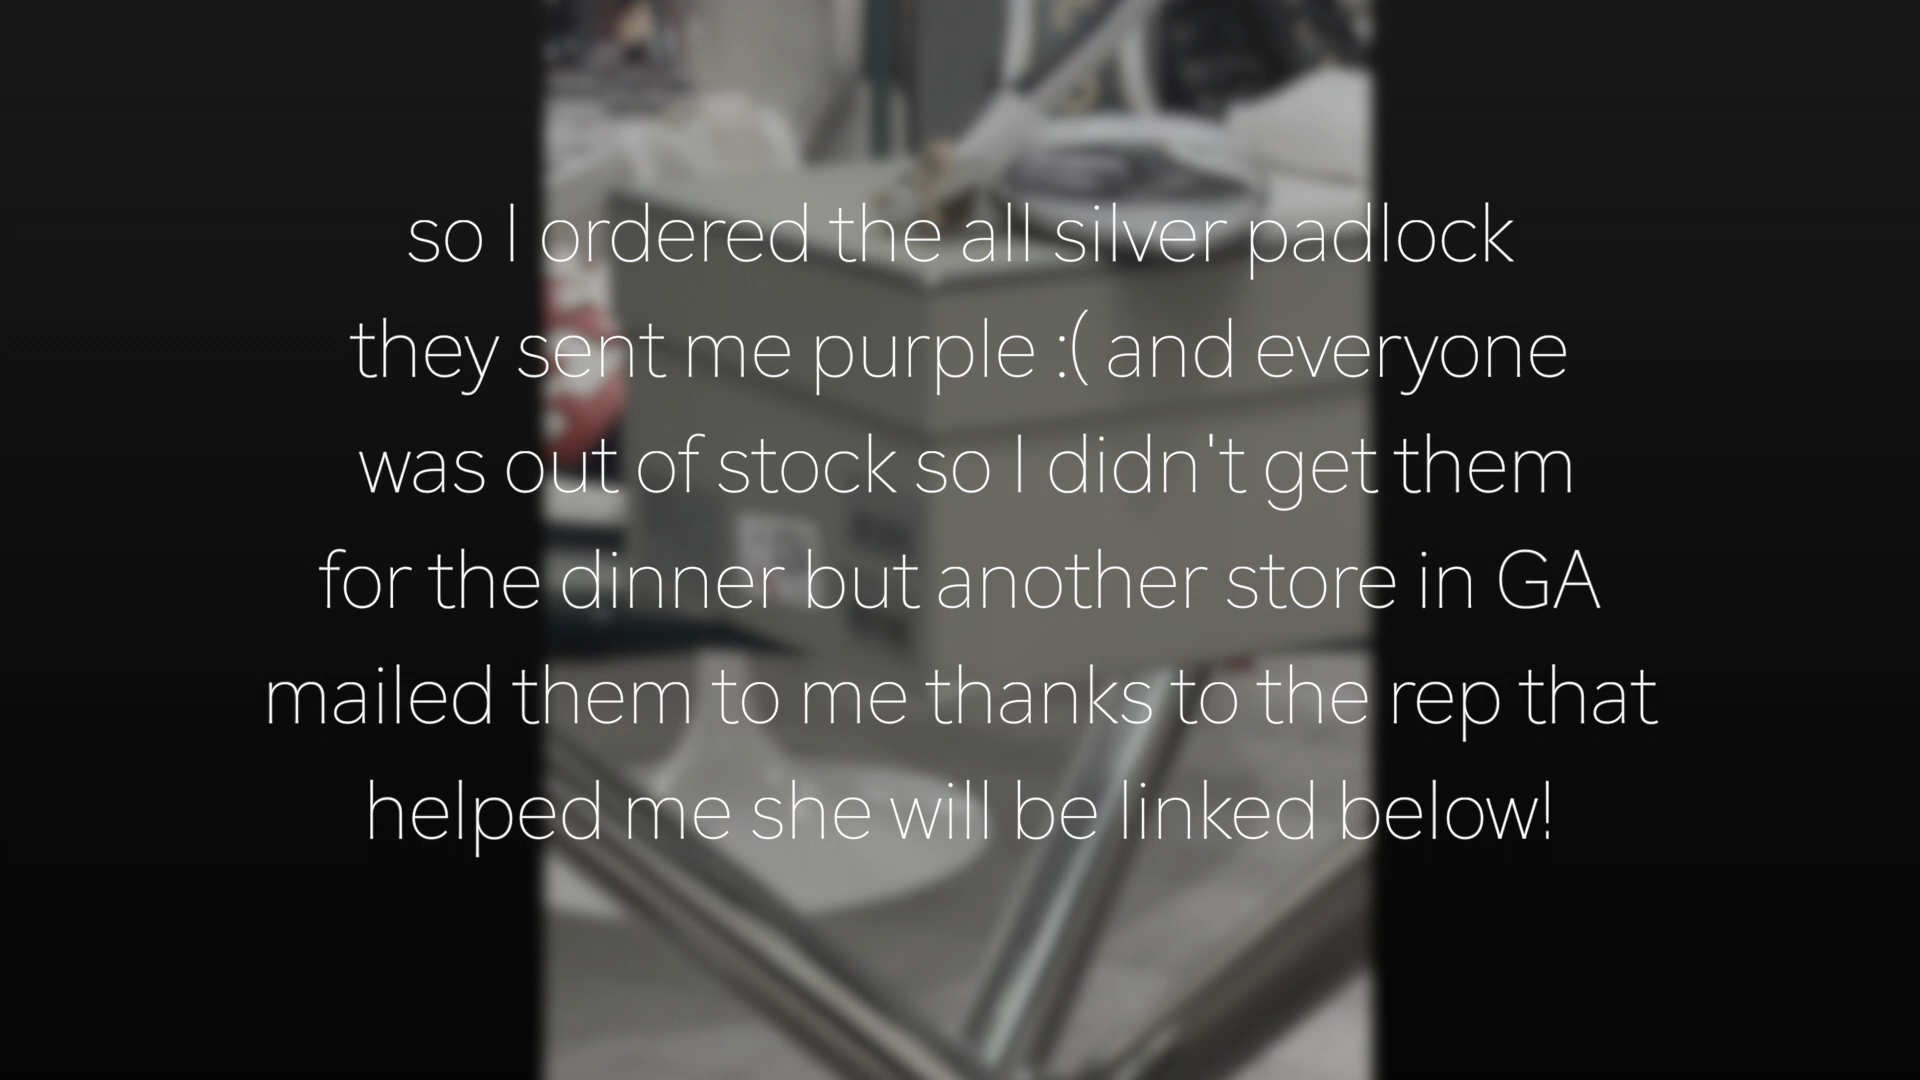 so I ordered the all silver padlock
they sent me purple :( and everyone
was out of stock so I didn't get them
for the dinner but another store in GA
mailed them to me thanks to the rep that
helped me she will be linked below!